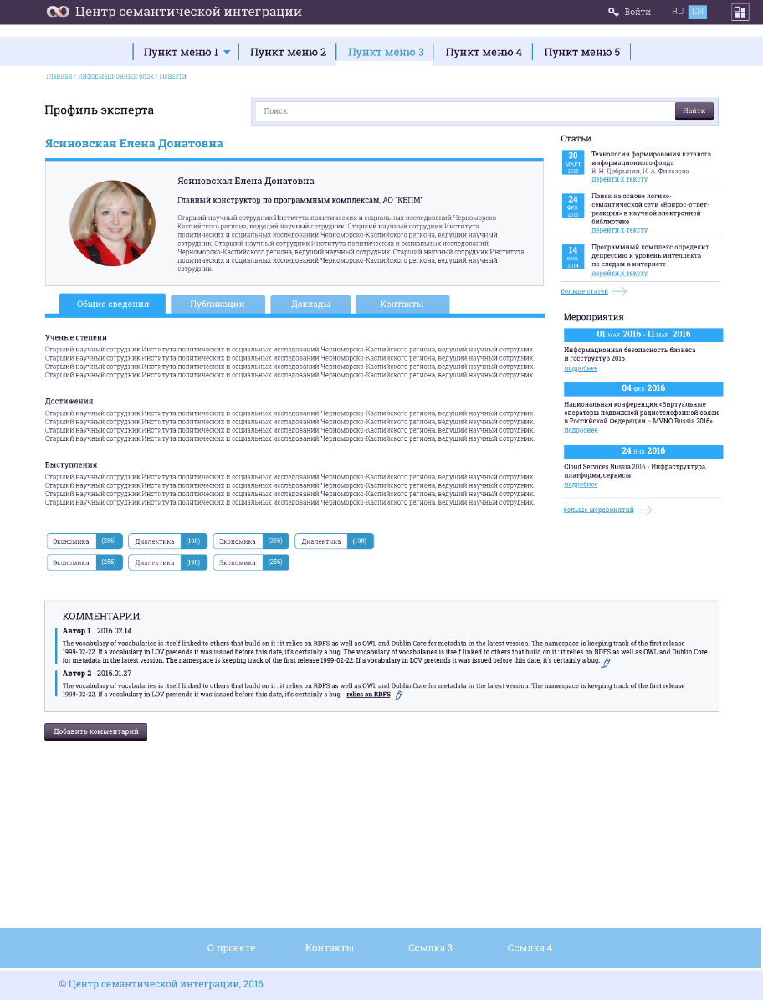 Центр семантической интеграции
Войти
RU EN
Пункт меню 1
Пункт меню 2
Пункт меню 3
Пункт меню 4
Пункт меню 5
Главная / Информационный блок / Новости
Профиль эксперта
Поиск
Найти
Ясиновская Елена Донатовна
Ясиновская Елена Донатовна
Главный конструктор по программным комплексам, АО "КБПМ"
Старший научный сотрудник Института политических и социальных исследований Черноморско-
Каспийского региона, ведущий научный сотрудник. Старший научный сотрудник Института
политических и социальных исследований Черноморско-Каспийского региона, ведущий научный
сотрудник. Старший научный сотрудник Института политических и социальных исследований
Черноморско-Каспийского региона, ведущий научный сотрудник. Старший научный сотрудник Института
политических и социальных исследований Черноморско-Каспийского региона, ведущий научный
сотрудник.
Общие сведения
Публикации
Доклады
Контакты
Ученые степени
Старший научный сотрудник Института политических и социальных исследований Черноморско-Каспийского региона, ведущий научный сотрудник.
Старший научный сотрудник Института политических и социальных исследований Черноморско-Каспийского региона, ведущий научный сотрудник.
Старший научный сотрудник Института политических и социальных исследований Черноморско-Каспийского региона, ведущий научный сотрудник.
Старший научный сотрудник Института политических и социальных исследований Черноморско-Каспийского региона, ведущий научный сотрудник.
Достижения
Старший научный сотрудник Института политических и социальных исследований Черноморско-Каспийского региона, ведущий научный сотрудник.
Старший научный сотрудник Института политических и социальных исследований Черноморско-Каспийского региона, ведущий научный сотрудник.
Старший научный сотрудник Института политических и социальных исследований Черноморско-Каспийского региона, ведущий научный сотрудник.
Старший научный сотрудник Института политических и социальных исследований Черноморско-Каспийского региона, ведущий научный сотрудник.
Выступления
Старший научный сотрудник Института политических и социальных исследований Черноморско-Каспийского региона, ведущий научный сотрудник.
Старший научный сотрудник Института политических и социальных исследований Черноморско-Каспийского региона, ведущий научный сотрудник.
Старший научный сотрудник Института политических и социальных исследований Черноморско-Каспийского региона, ведущий научный сотрудник.
Старший научный сотрудник Института политических и социальных исследований Черноморско-Каспийского региона, ведущий научный сотрудник.
Экономика (256)
Диалектика (198)
Экономика (256)
Диалектика (198)
Экономика (256)
Диалектика (198)
Экономика (256)
Статьи
30
МАРТ
2016
Технология формирования каталога
информационного фонда
В. Н. Добрынин, И. А. Филозова
перейти к тексту
24
ФЕВ.
2015
Поиск на основе логико-
семантической сети «Вопрос-ответ-
реакция» в научной электронной
библиотеке
перейти к тексту
14
ЯНВ.
2014
Программный комплекс определит
депрессию и уровень интеллекта
по следам в интернете
перейти к тексту
больше статей
Мероприятия
01 МАР. 2016 - 11 МАР. 2016
Информационная безопасность бизнеса
и госструктур 2016
подробнее
04 ФЕВ. 2016
Национальная конференция «Виртуальные
операторы подвижной радиотелефонной связи
в Российской Федерации – MVNO Russia 2016»
подробнее
24 ЯНВ. 2016
Cloud Services Russia 2016 - Инфраструктура,
платформа, сервисы
подробнее
больше мероврмятий
КОММЕНТАРИИ:
Автор 1 2016.02.14
The vocabulary of vocabularies is itself linked to others that build on it : it relies on RDFS as well as OWL and Dublin Core for metadata in the latest version. The namespace is keeping track of the first release
1999-02-22. If a vocabulary in LOV pretends it was issued before this date, it's certainly a bug. The vocabulary of vocabularies is itself linked to others that build on it : it relies on RDFS as well as OWL and Dublin Core
for metadata in the latest version. The namespace is keeping track of the first release 1999-02-22. If a vocabulary in LOV pretends it was issued before this date, it's certainly a bug.
Автор 2 2016.01.27
The vocabulary of vocabularies is itself linked to others that build on it : it relies on RDFS as well as OWL and Dublin Core for metadata in the latest version. The namespace is keeping track of the first release
1999-02-22. If a vocabulary in LOV pretends it was issued before this date, it's certainly a bug. relies on RDFS
Добавить комментарий
О проекте
Контакты
Ссылка 3
Ссылка 4
© Центр семантической интеграции, 2016